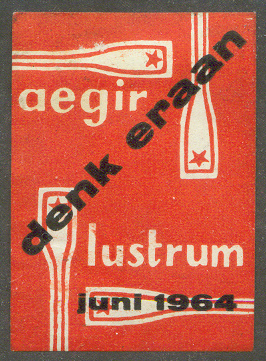 aegir
denk eraan
lustrum
juni 1964